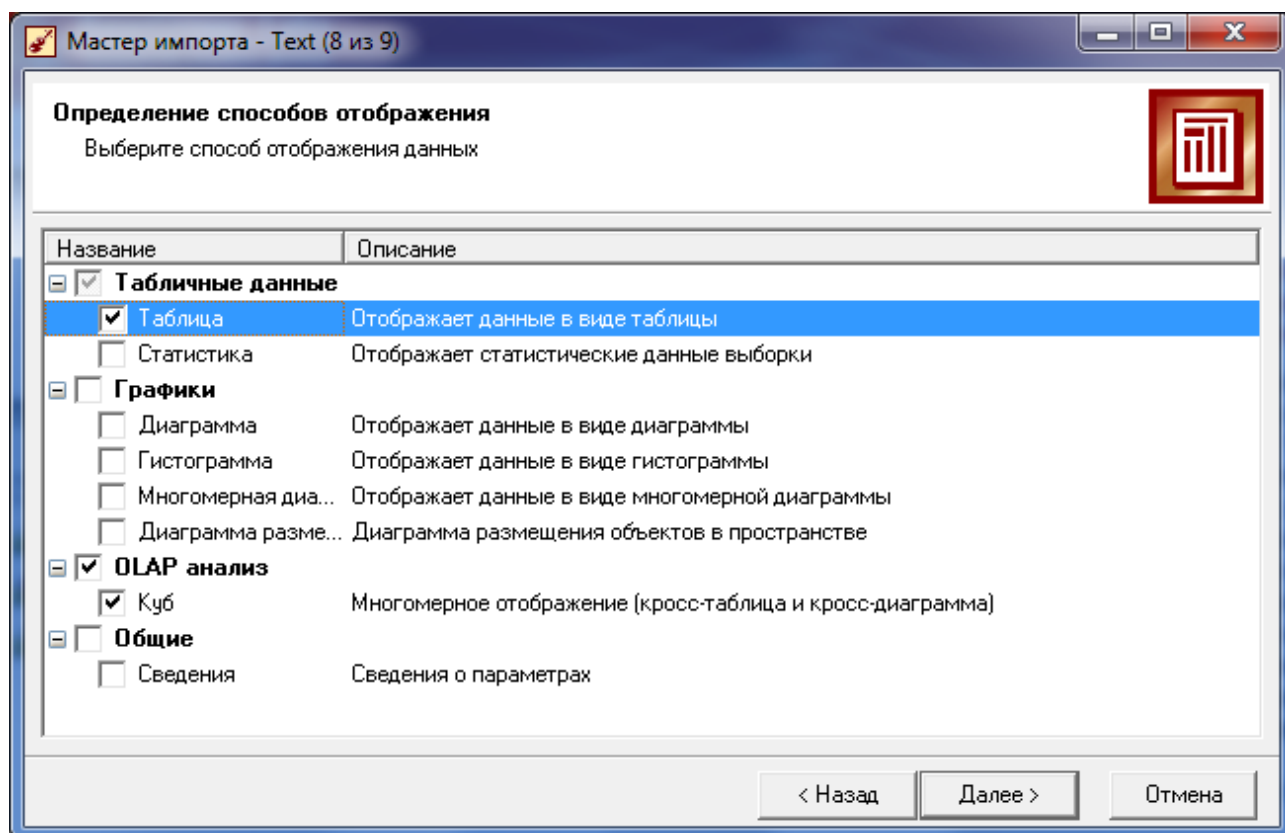 Мастер импорта - Text (8 из 9)
Определение способов отображения
Выберите способ отображения данных
Название Описание
Табличные данные
Таблица Отображает данные в виде таблицы
Статистика Отображает статистические данные выборки
Графики
Диаграмма Отображает данные в виде диаграммы
Гистограмма Отображает данные в виде гистограммы
Многомерная диа... Отображает данные в виде многомерной диаграммы
Диаграмма разме... Диаграмма размещения объектов в пространстве
OLAP анализ
Куб Многомерное отображение (кросс-таблица и кросс-диаграмма)
Общие
Сведения Сведения о параметрах
< Назад Далее > Отмена